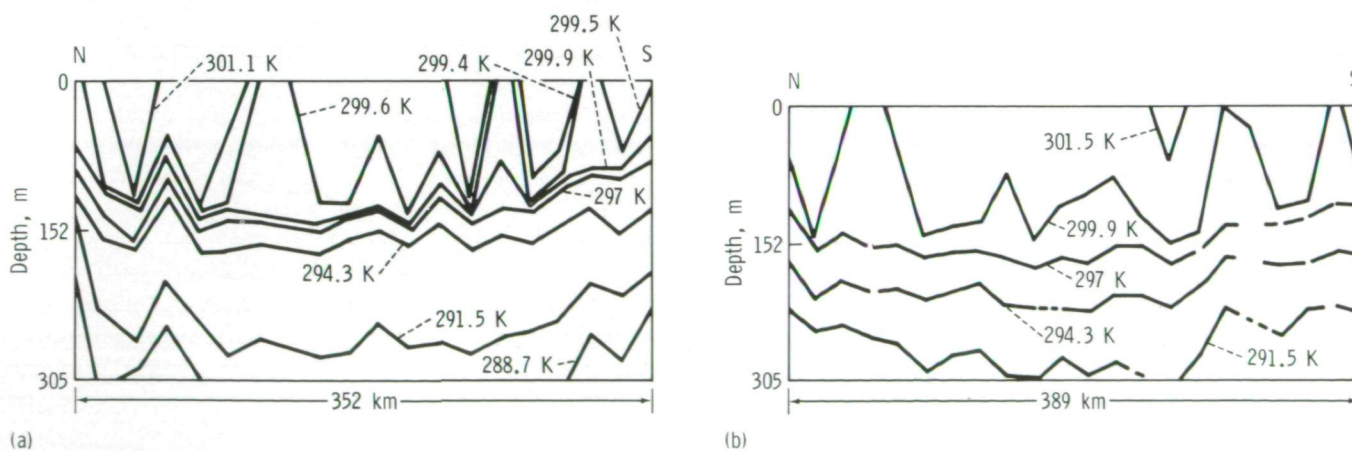 299.5 K
N
301.1 K
299.4 K
299.9 K
S
0
299.6 K
Depth, m
152
297 K
294.3 K
291.5 K
288.7 K
305
352 km
(a)
N
S
0
301.5 K
Depth, m
299.9 K
152
297 K
294.3 K
291.5 K
305
389 km
(b)